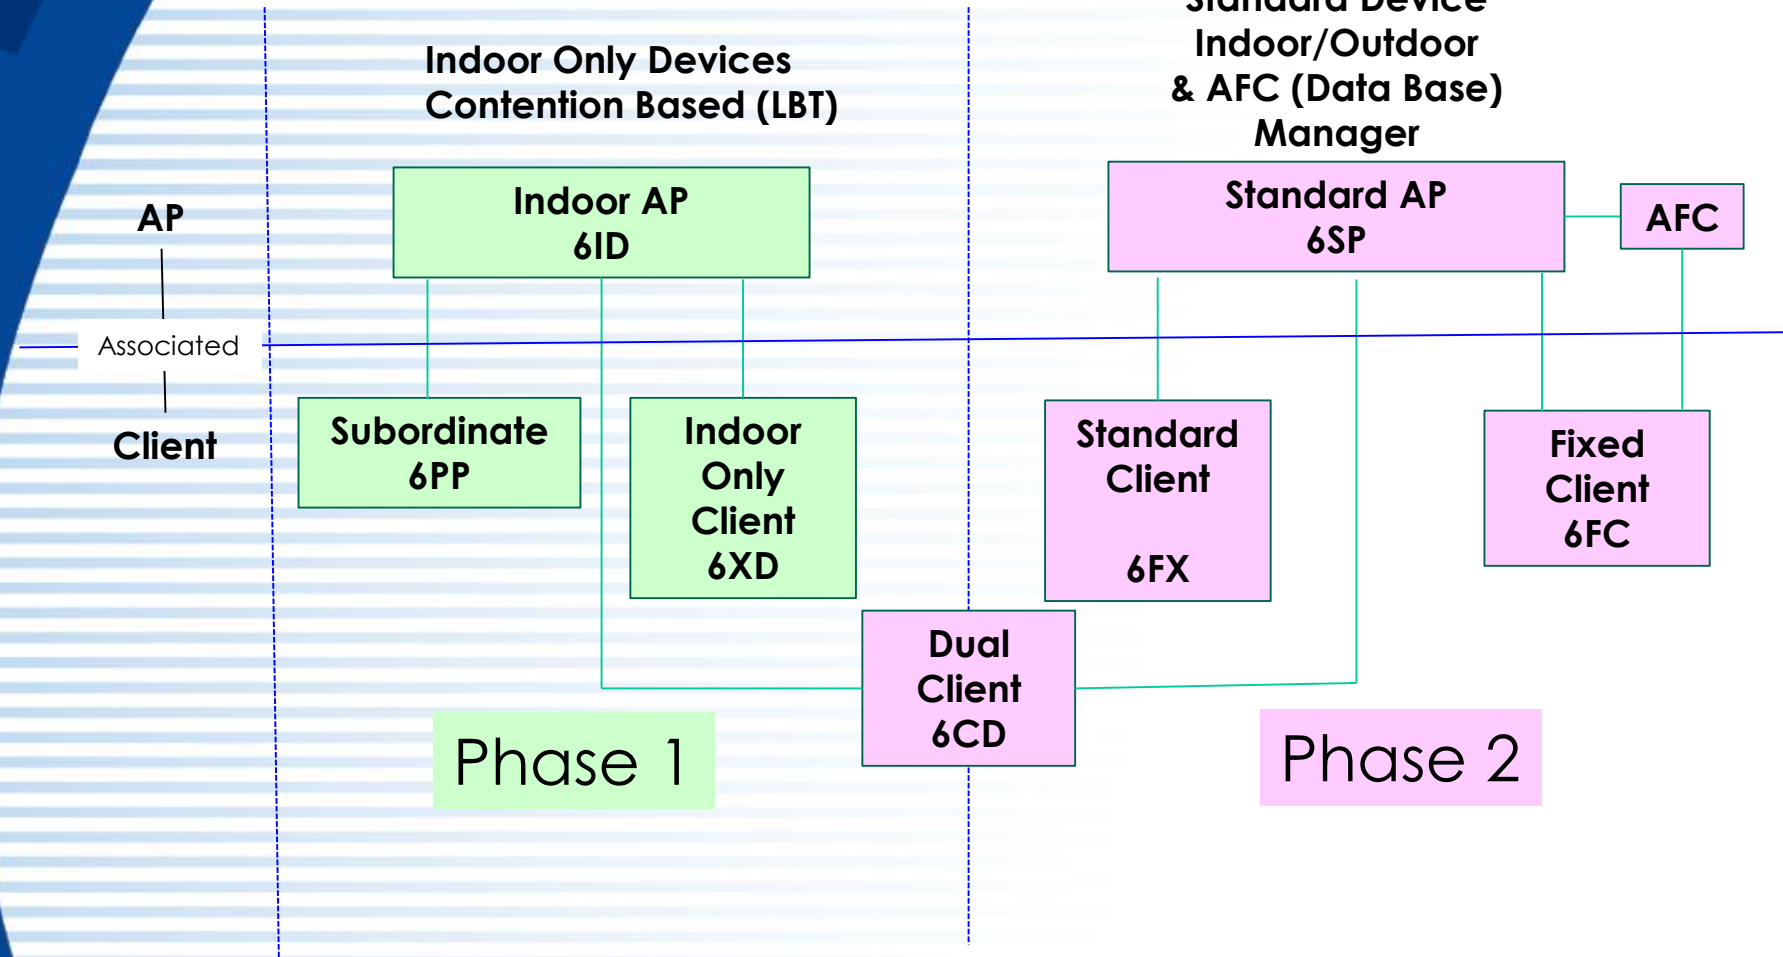 Standard Device
Indoor/Outdoor
& AFC (Data Base)
Manager
Indoor Only Devices
Contention Based (LBT)
AP
Associated
Client
Indoor AP
6ID
Standard AP
6SP
AFC
Subordinate
6PP
Indoor
Only
Client
6XD
Standard
Client
6FX
Fixed
Client
6FC
Dual
Client
6CD
Phase 1
Phase 2